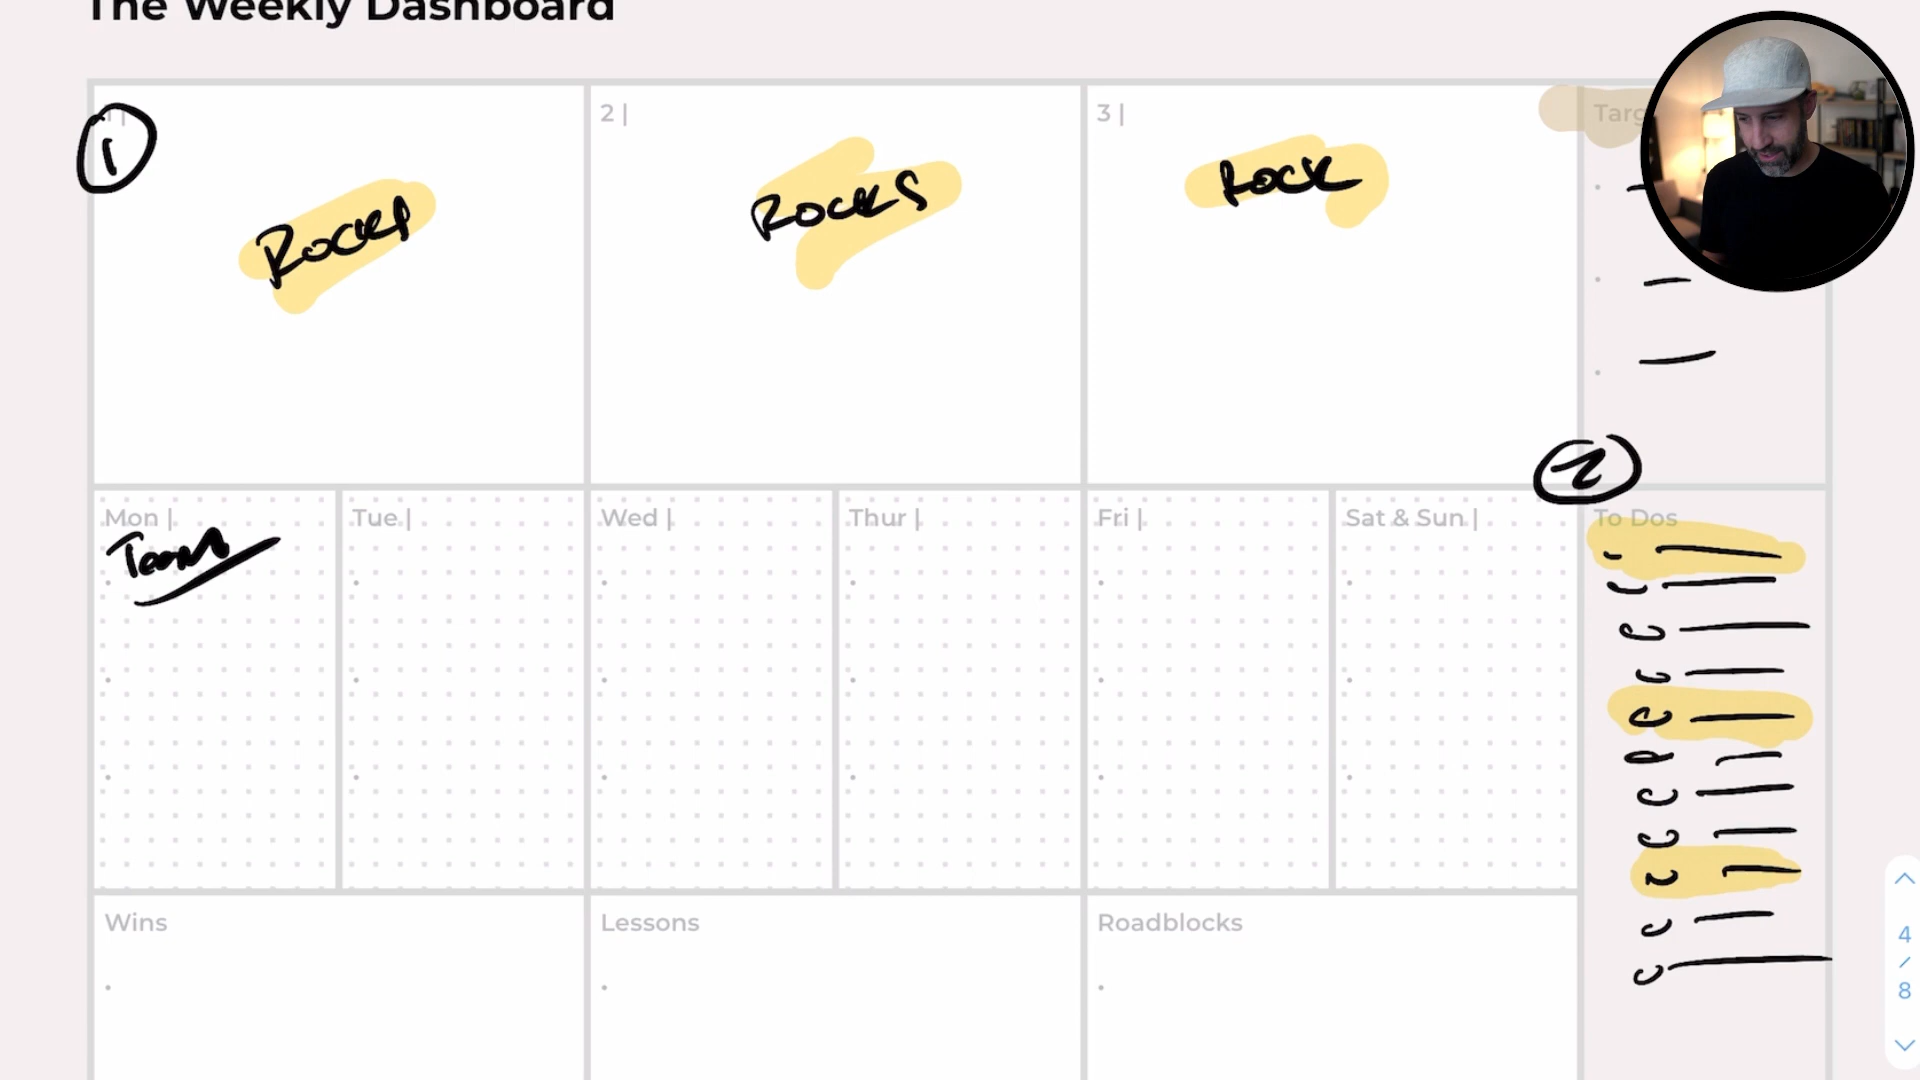 The Weekly Dashboard
1
2 |
3 |
Targ
Rocks
Rocks
Rock
2
Mon |
Tue |
Wed |
Thur |
Fri |
Sat & Sun |
To Dos
Wins
Lessons
Roadblocks
4
/
8